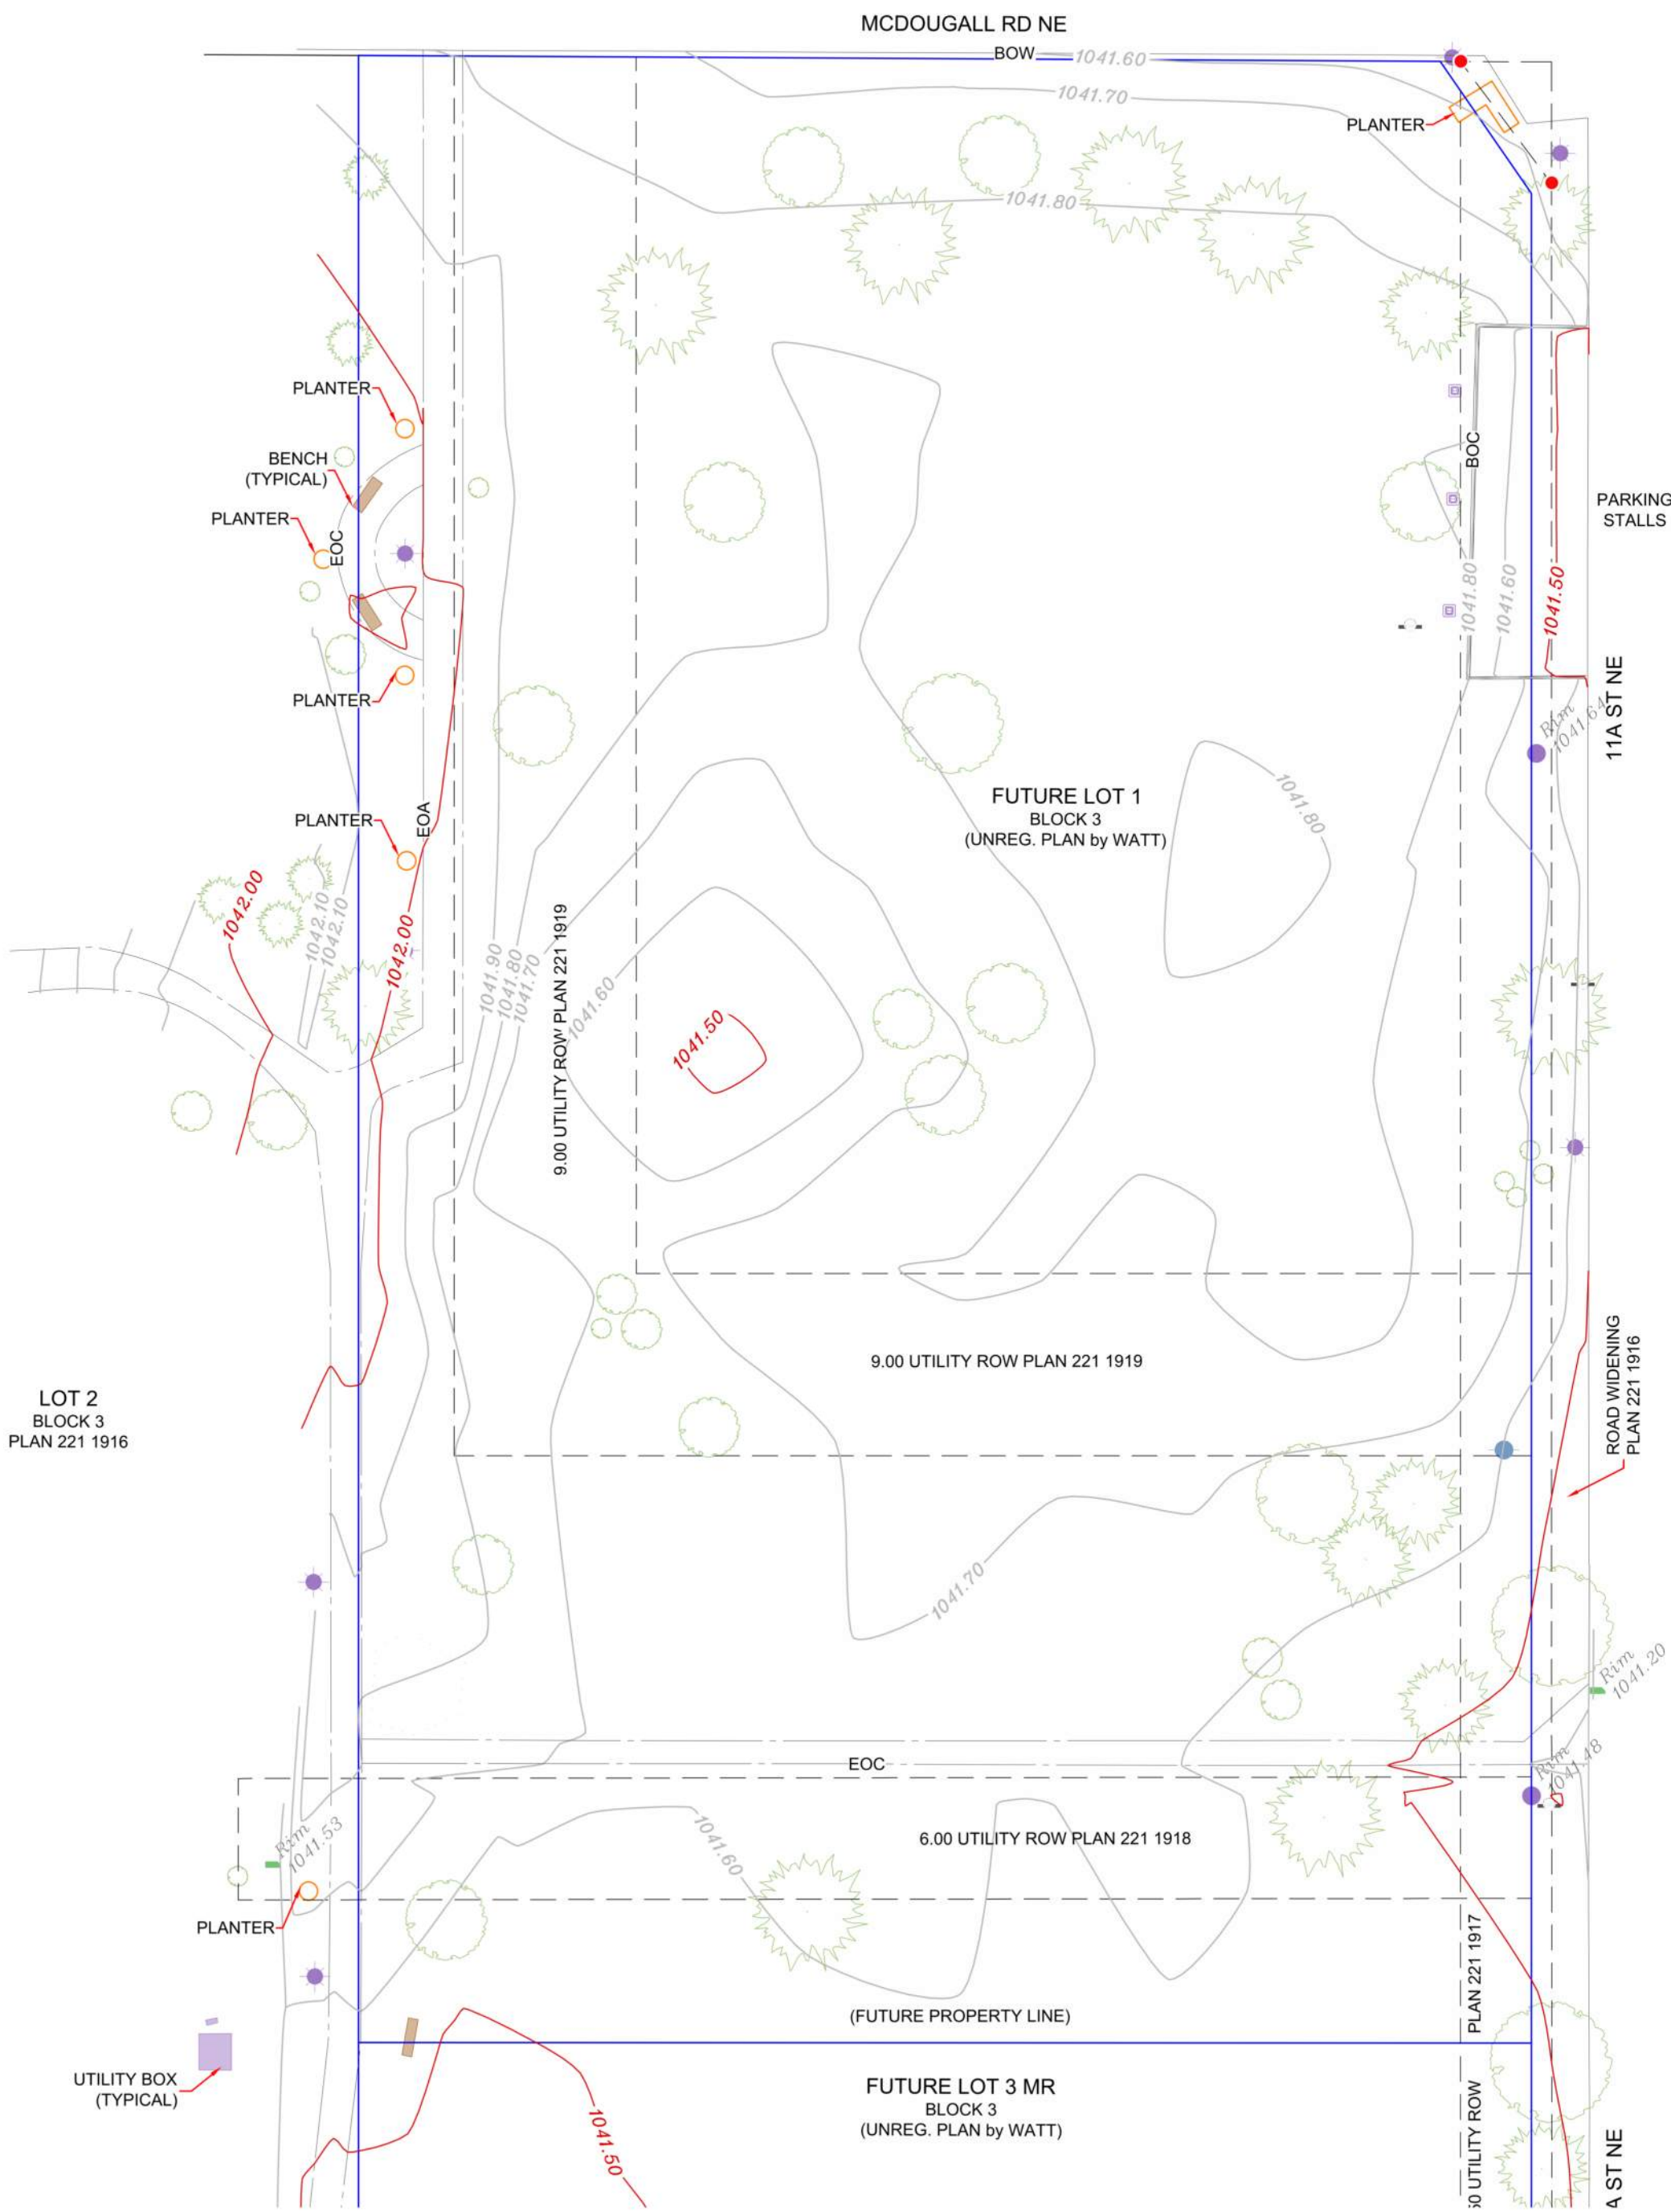 MCDOUGALL RD NE
BOW
1041.60
1041.70
PLANTER
1041.80
PLANTER
BENCH
(TYPICAL)
PLANTER
EOC
BOC
PARKING
STALLS
1041.80
1041.60
1041.50
PLANTER
11A ST NE
Rim
1041.64
FUTURE LOT 1
BLOCK 3
(UNREG. PLAN by WATT)
1041.80
PLANTER
EOA
1042.00
1042.10
1042.10
1042.00
1041.90
1041.80
1041.70
9.00 UTILITY ROW PLAN 221 1919
1041.60
1041.50
9.00 UTILITY ROW PLAN 221 1919
ROAD WIDENING
PLAN 221 1916
LOT 2
BLOCK 3
PLAN 221 1916
1041.70
Rim
1041.20
EOC
Rim
1041.48
Rim
1041.53
1041.60
6.00 UTILITY ROW PLAN 221 1918
PLANTER
PLAN 221 1917
(FUTURE PROPERTY LINE)
UTILITY BOX
(TYPICAL)
FUTURE LOT 3 MR
BLOCK 3
(UNREG. PLAN by WATT)
1041.50
UTILITY ROW
A ST NE